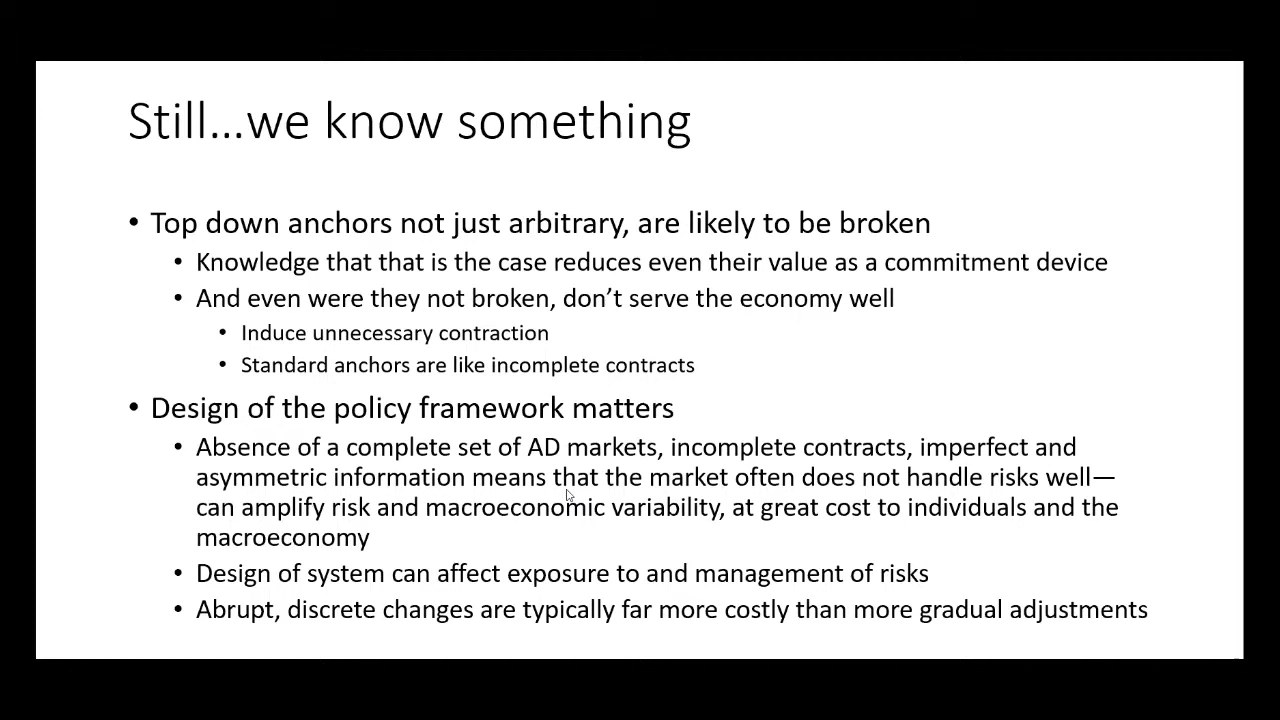 Still...we know something
• Top down anchors not just arbitrary, are likely to be broken
• Knowledge that that is the case reduces even their value as a commitment device
• And even were they not broken, don’t serve the economy well
• Induce unnecessary contraction
• Standard anchors are like incomplete contracts
• Design of the policy framework matters
• Absence of a complete set of AD markets, incomplete contracts, imperfect and
asymmetric information means that the market often does not handle risks well—
can amplify risk and macroeconomic variability, at great cost to individuals and the
macroeconomy
• Design of system can affect exposure to and management of risks
• Abrupt, discrete changes are typically far more costly than more gradual adjustments